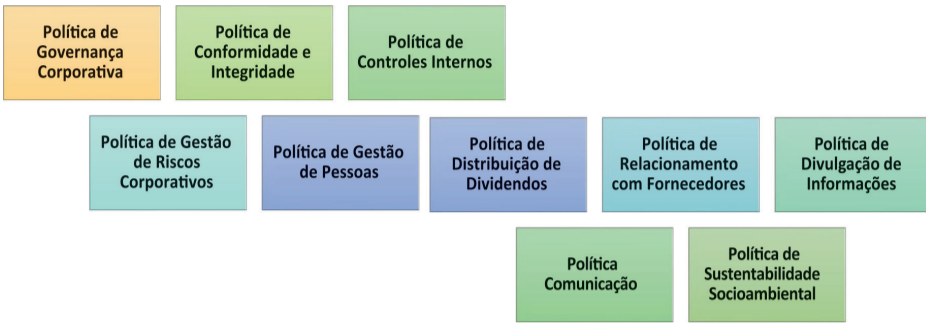 Política de
Governança
Corporativa
Política de
Conformidade e
Integridade
Política de
Controles Internos
Política de Gestão
de Riscos
Corporativos
Política de Gestão
de Pessoas
Política de
Distribuição de
Dividendos
Política de
Relacionamento
com Fornecedores
Política de
Divulgação de
Informações
Política
Comunicação
Política de
Sustentabilidade
Socioambiental